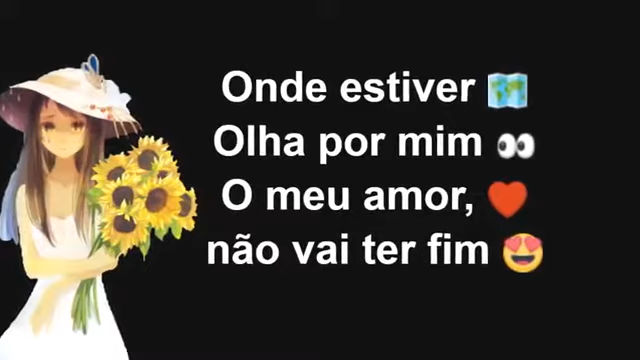 Onde estiver 🗺️
Olha por mim 👀
O meu amor, ❤️
não vai ter fim 😍